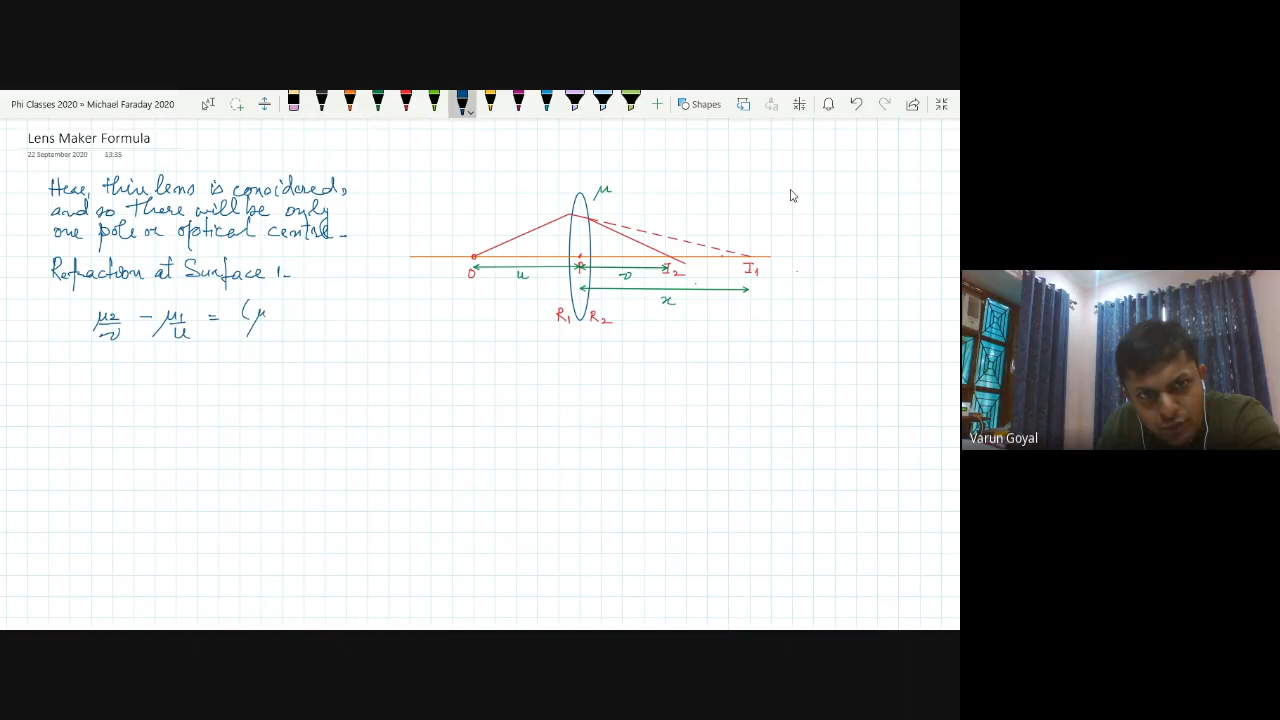 Phi Classes 2020 » Michael Faraday 2020
Shapes
Lens Maker Formula
22 September 2020 13:35
Here, thin lens is considered,
and so there will be only
one pole or optical centre.
Refraction at Surface 1-
μ2/v - μ1/u = (μ
μ
O
u
P
v
I2
I1
x
R1 R2
Varun Goyal